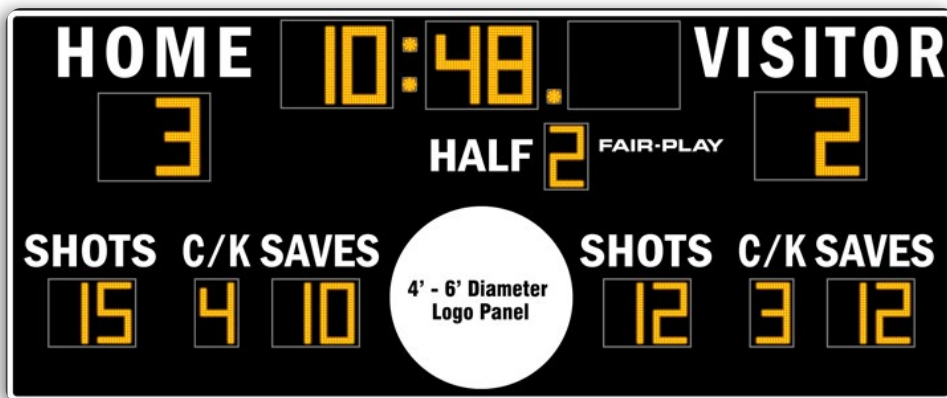 HOME 10:48. VISITOR
3 HALF 2 FAIR-PLAY 2
SHOTS C/K SAVES SHOTS C/K SAVES
15 4 10 4' - 6' Diameter 12 3 12
Logo Panel